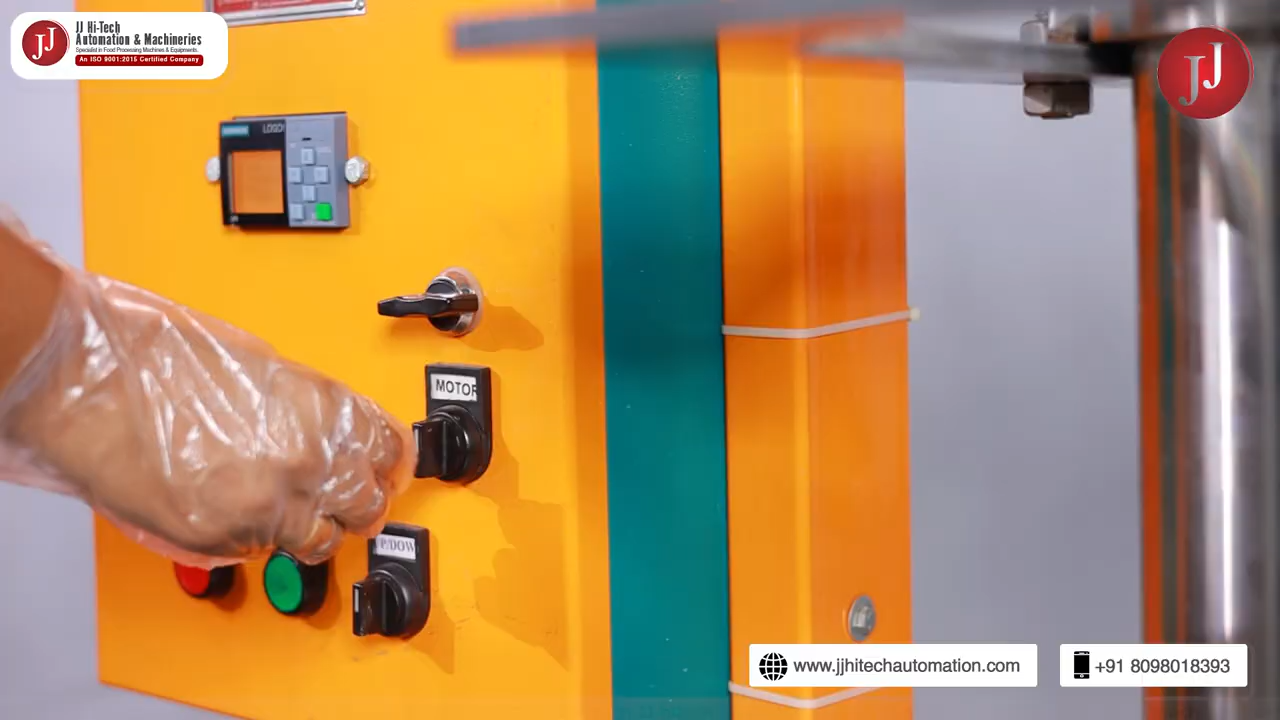 JJ
JJ Hi-Tech
Automation & Machineries
Specialist in Food Processing Machines & Equipments.
An ISO 9001:2015 Certified Company
JJ
SIEMENS
LOGO!
MOTOR
P/DOW
www.jjhitechautomation.com
+91 8098018393